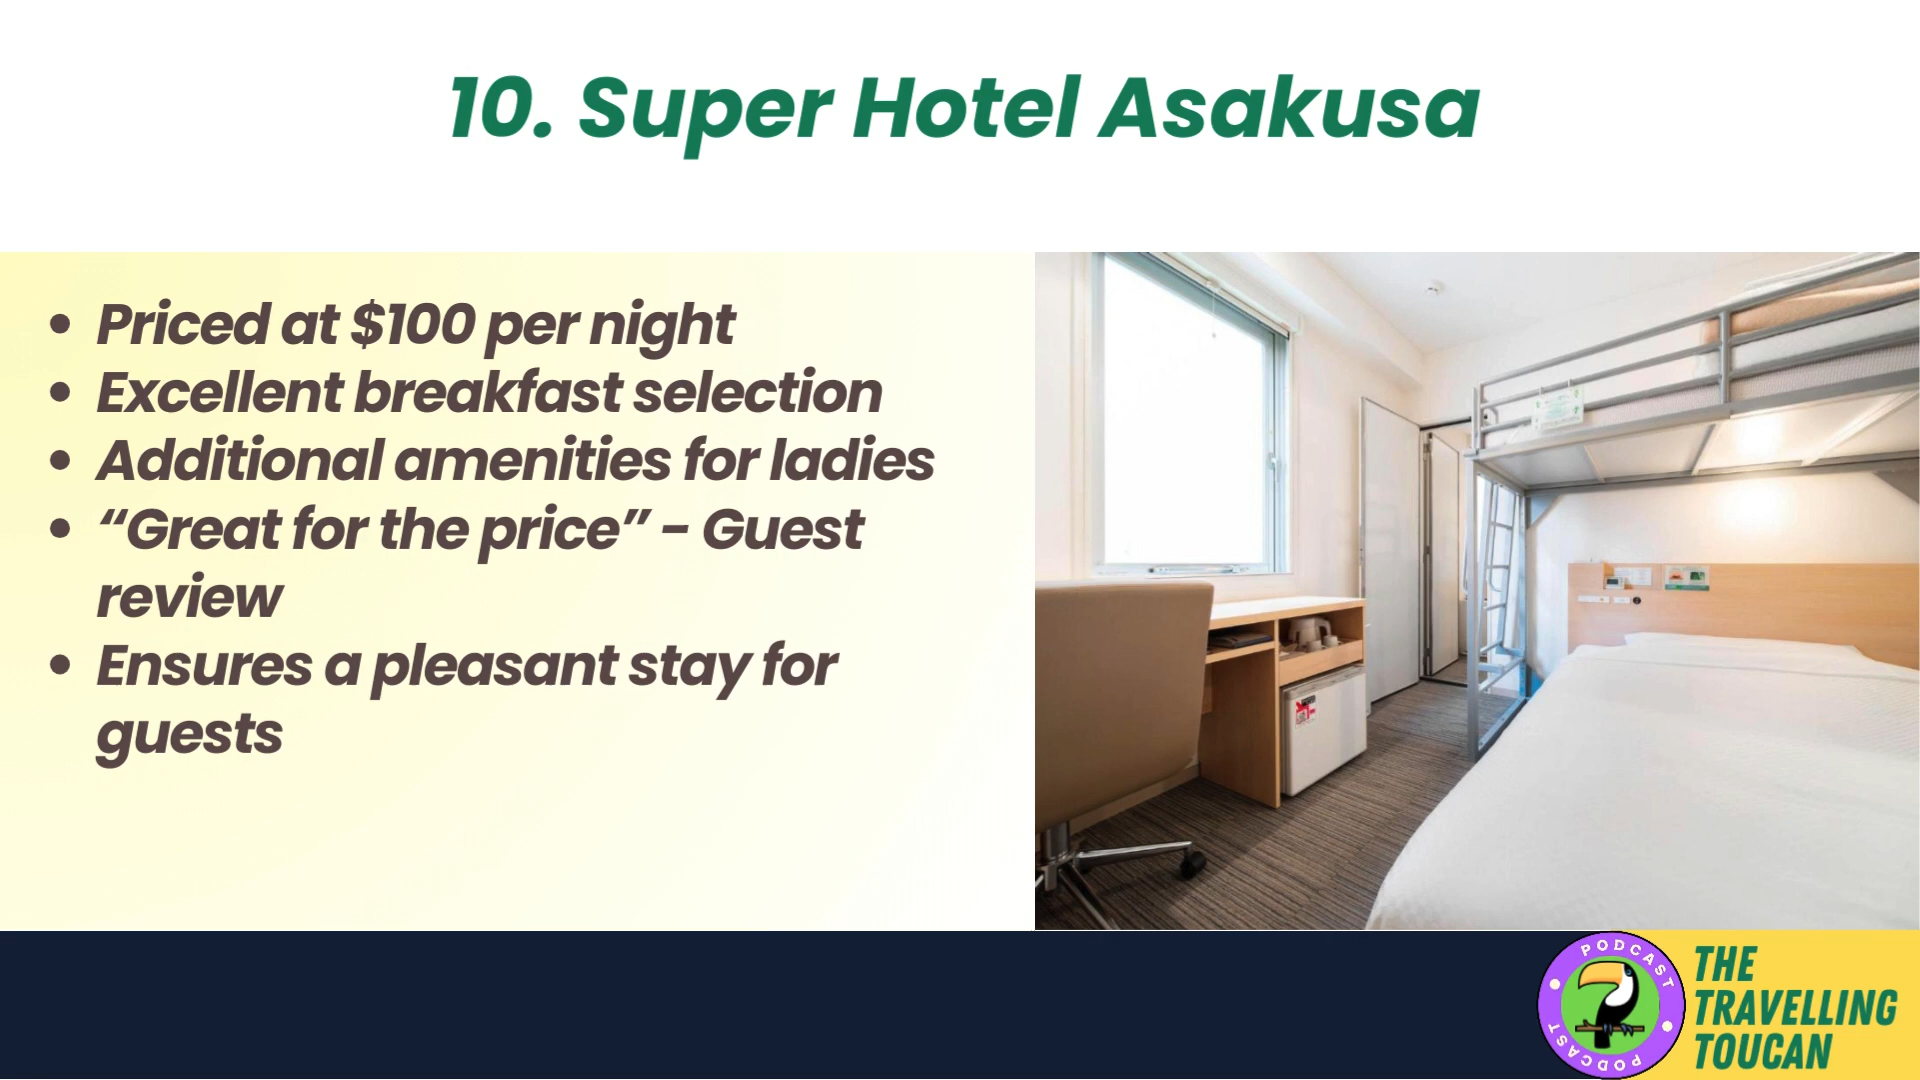 10. Super Hotel Asakusa
• Priced at $100 per night
• Excellent breakfast selection
• Additional amenities for ladies
• “Great for the price” - Guest
review
• Ensures a pleasant stay for
guests
PODCAST
PODCAST
THE
TRAVELLING
TOUCAN